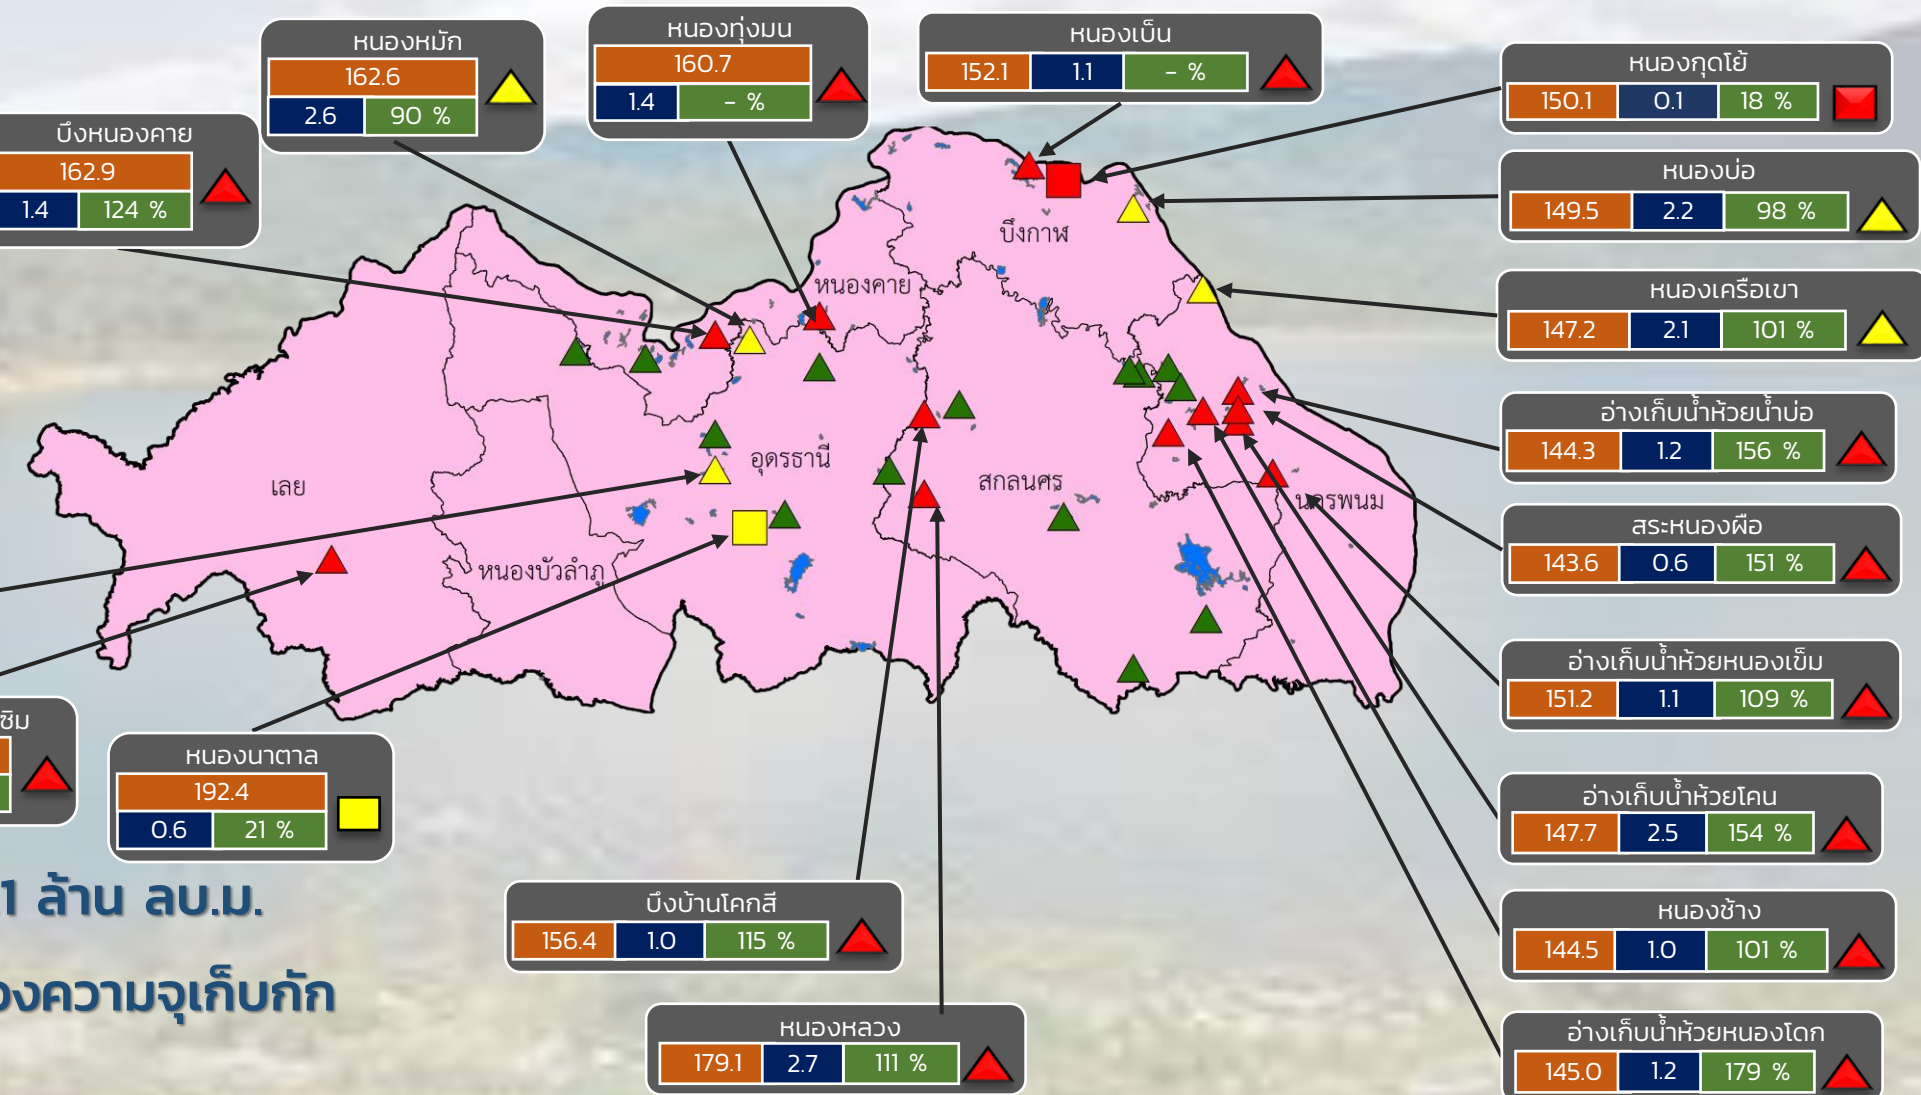 หนองหมัก
162.6
2.6 90 %
หนองทุ่งมน
160.7
1.4 - %
หนองเบ็น
152.1 1.1 - %
หนองกุดโย้
150.1 0.1 18 %
บึงหนองคาย
162.9
1.4 124 %
หนองบ่อ
149.5 2.2 98 %
หนองเครือเขา
147.2 2.1 101 %
อ่างเก็บน้ำห้วยน้ำบ่อ
144.3 1.2 156 %
สระหนองผือ
143.6 0.6 151 %
อ่างเก็บน้ำห้วยหนองเข็ม
151.2 1.1 109 %
อ่างเก็บน้ำห้วยโคน
147.7 2.5 154 %
หนองช้าง
144.5 1.0 101 %
อ่างเก็บน้ำห้วยหนองโดก
145.0 1.2 179 %
บึงกาฬ
หนองคาย
เลย
อุดรธานี
สกลนคร
นครพนม
หนองบัวลำภู
ซิม
หนองนาตาล
192.4
0.6 21 %
บึงบ้านโคกสี
156.4 1.0 115 %
หนองหลวง
179.1 2.7 111 %
.1 ล้าน ลบ.ม.
องความจุเก็บกัก